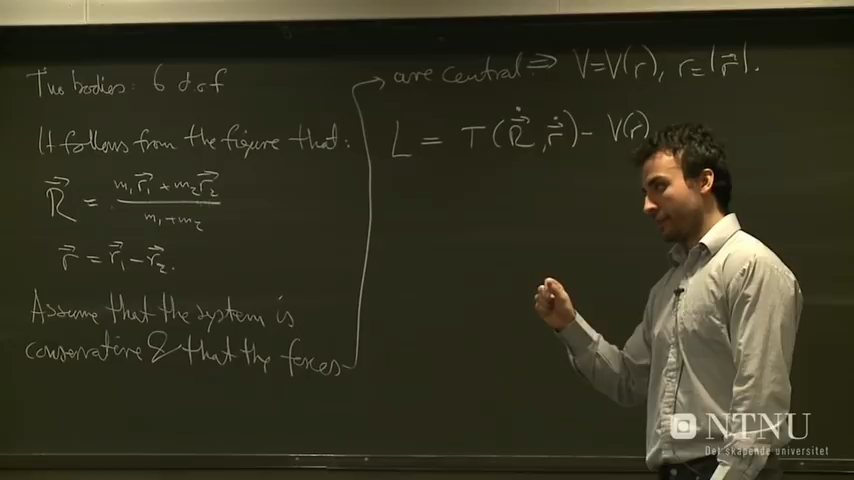 Two bodies: 6 d.o.f
It follows from the figure that:
R⃗ = (m₁r⃗₁ + m₂r⃗₂) / (m₁ + m₂)
r⃗ = r⃗₁ - r⃗₂.
Assume that the system is
conservative & that the forces
are central. ⇒ V=V(r), r=|r⃗|.
L = T(Ṙ⃗, ṙ⃗) - V(r)
NTNU
Det skapende universitet